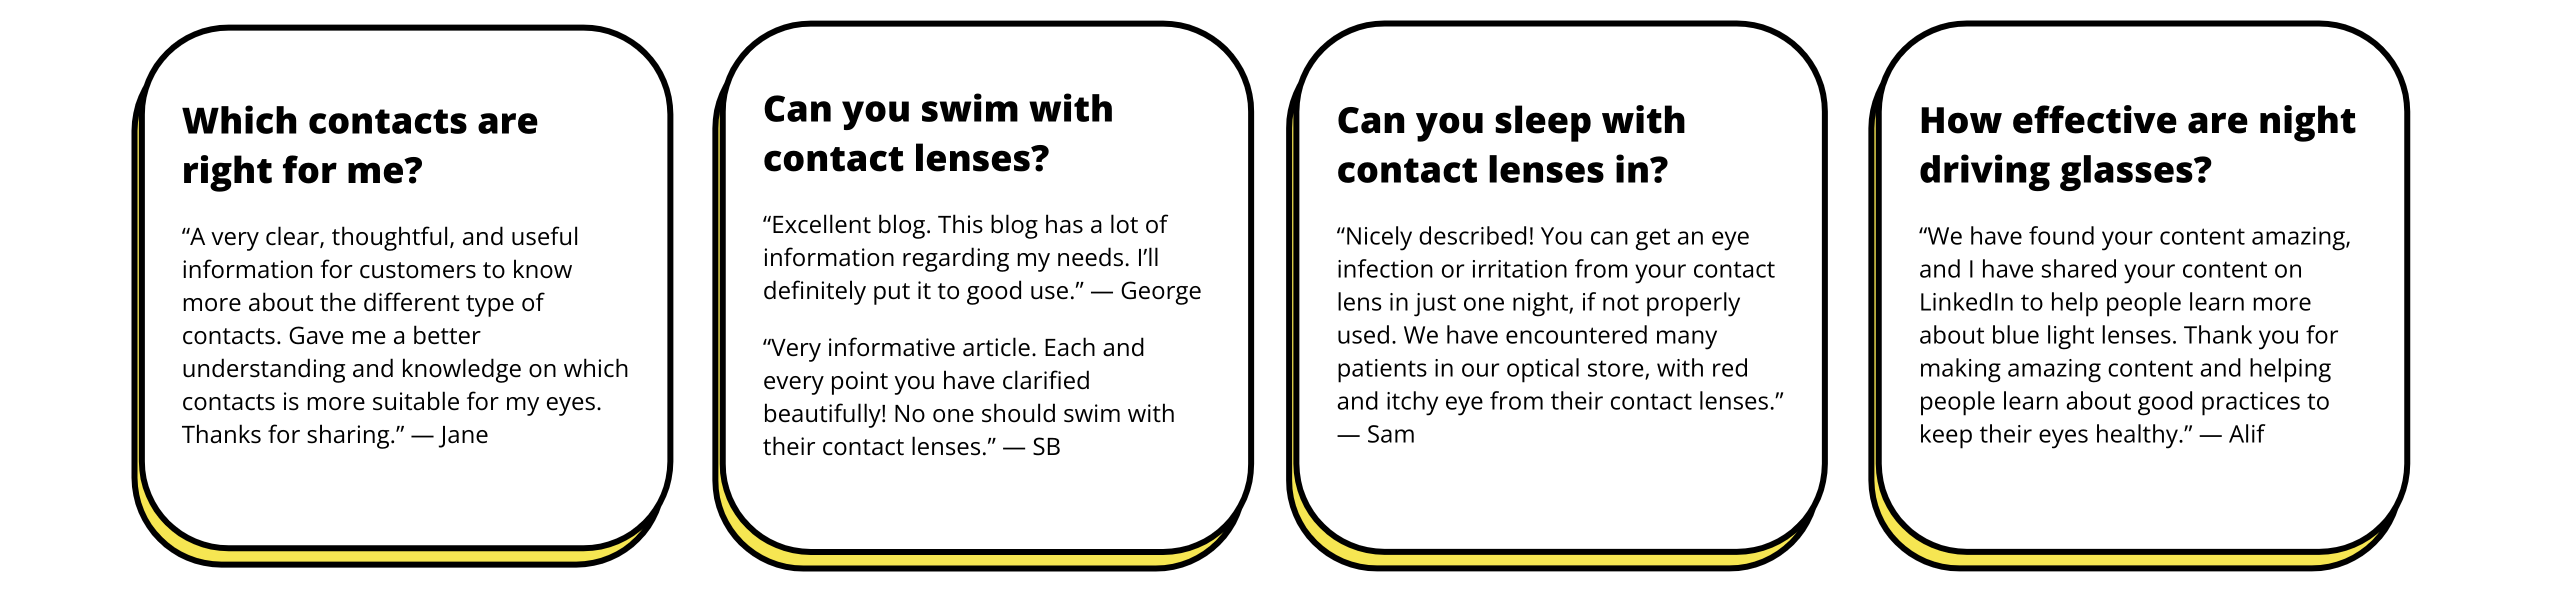 Which contacts are
right for me?
“A very clear, thoughtful, and useful
information for customers to know
more about the different type of
contacts. Gave me a better
understanding and knowledge on which
contacts is more suitable for my eyes.
Thanks for sharing.” — Jane
Can you swim with
contact lenses?
“Excellent blog. This blog has a lot of
information regarding my needs. I’ll
definitely put it to good use.” — George
“Very informative article. Each and
every point you have clarified
beautifully! No one should swim with
their contact lenses.” — SB
Can you sleep with
contact lenses in?
“Nicely described! You can get an eye
infection or irritation from your contact
lens in just one night, if not properly
used. We have encountered many
patients in our optical store, with red
and itchy eye from their contact lenses.”
— Sam
How effective are night
driving glasses?
“We have found your content amazing,
and I have shared your content on
LinkedIn to help people learn more
about blue light lenses. Thank you for
making amazing content and helping
people learn about good practices to
keep their eyes healthy.” — Alif